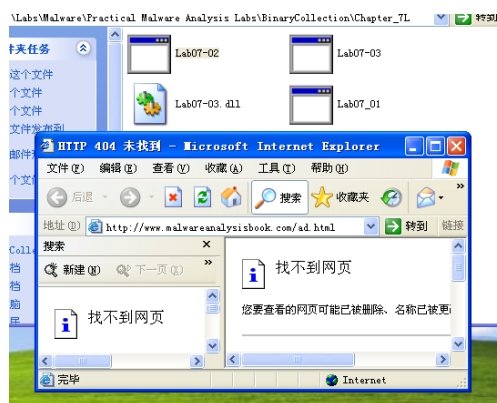 \Labs\Malware\Practical Malware Analysis Labs\BinaryCollection\Chapter_7L
转到
件夹任务
Lab07-02
Lab07-03
这个文件
个文件
个文件
Lab07-03.dll
Lab07_01
文件发布到
HTTP 404 未找到 - Microsoft Internet Explorer
邮件
文件(F) 编辑(E) 查看(V) 收藏(A) 工具(T) 帮助(H)
个文件
后退
搜索
收藏夹
地址(D)
http://www.malwareanalysisbook.com/ad.html
转到
链接
搜索
新建(N)
下一页(X)
找不到网页
您要查看的网页可能已被删除、名称已被更
找不到网页
Colle
档
档
脑
完毕
Internet